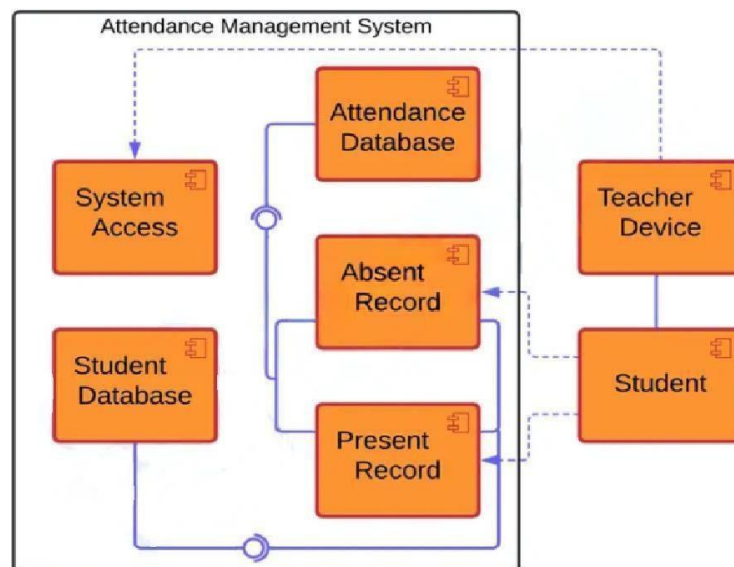 Attendance Management System
Attendance
Database
System
Access
Teacher
Device
Absent
Record
Student
Database
Student
Present
Record